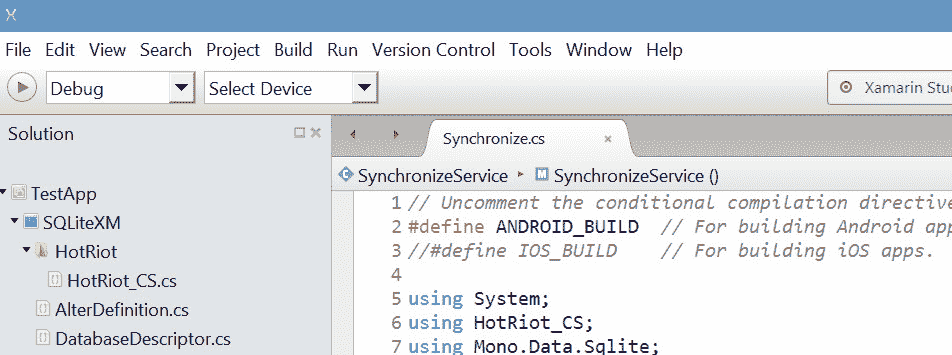 File Edit View Search Project Build Run Version Control Tools Window Help
Debug Select Device Xamarin Stu
Solution
Synchronize.cs
SynchronizeService SynchronizeService ()
TestApp
SQLiteXM
HotRiot
HotRiot_CS.cs
AlterDefinition.cs
DatabaseDescriptor.cs
1 // Uncomment the conditional compilation directive
2 #define ANDROID_BUILD // For building Android app
3 //#define IOS_BUILD // For building iOS apps.
4
5 using System;
6 using HotRiot_CS;
7 using Mono.Data.Sqlite;